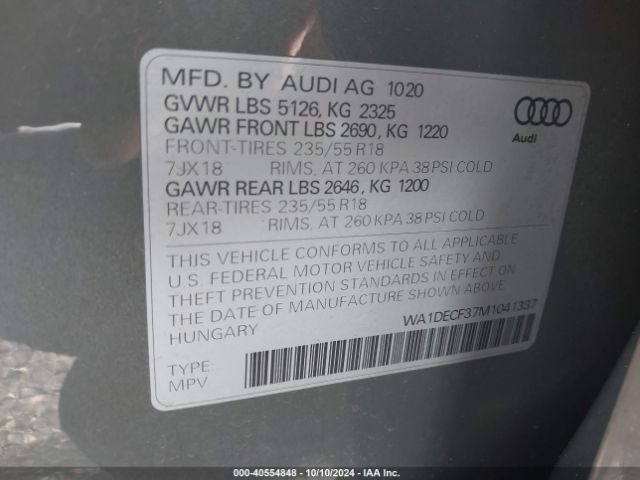 MFD. BY AUDI AG 1020
GVWR LBS 5126, KG 2325
GAWR FRONT LBS 2690, KG 1220
FRONT-TIRES 235/55 R18
7JX18 RIMS, AT 260 KPA 38 PSI COLD
GAWR REAR LBS 2646, KG 1200
REAR-TIRES 235/55 R18
7JX18 RIMS, AT 260 KPA 38 PSI COLD
Audi
THIS VEHICLE CONFORMS TO ALL APPLICABLE
U.S. FEDERAL MOTOR VEHICLE SAFETY AND
THEFT PREVENTION STANDARDS IN EFFECT ON
THE DATE OF MANUFACTURE SHOWN ABOVE
HUNGARY
WA1DECF37M1041337
TYPE:
MPV
000-40554848 - 10/10/2024 - IAA Inc.